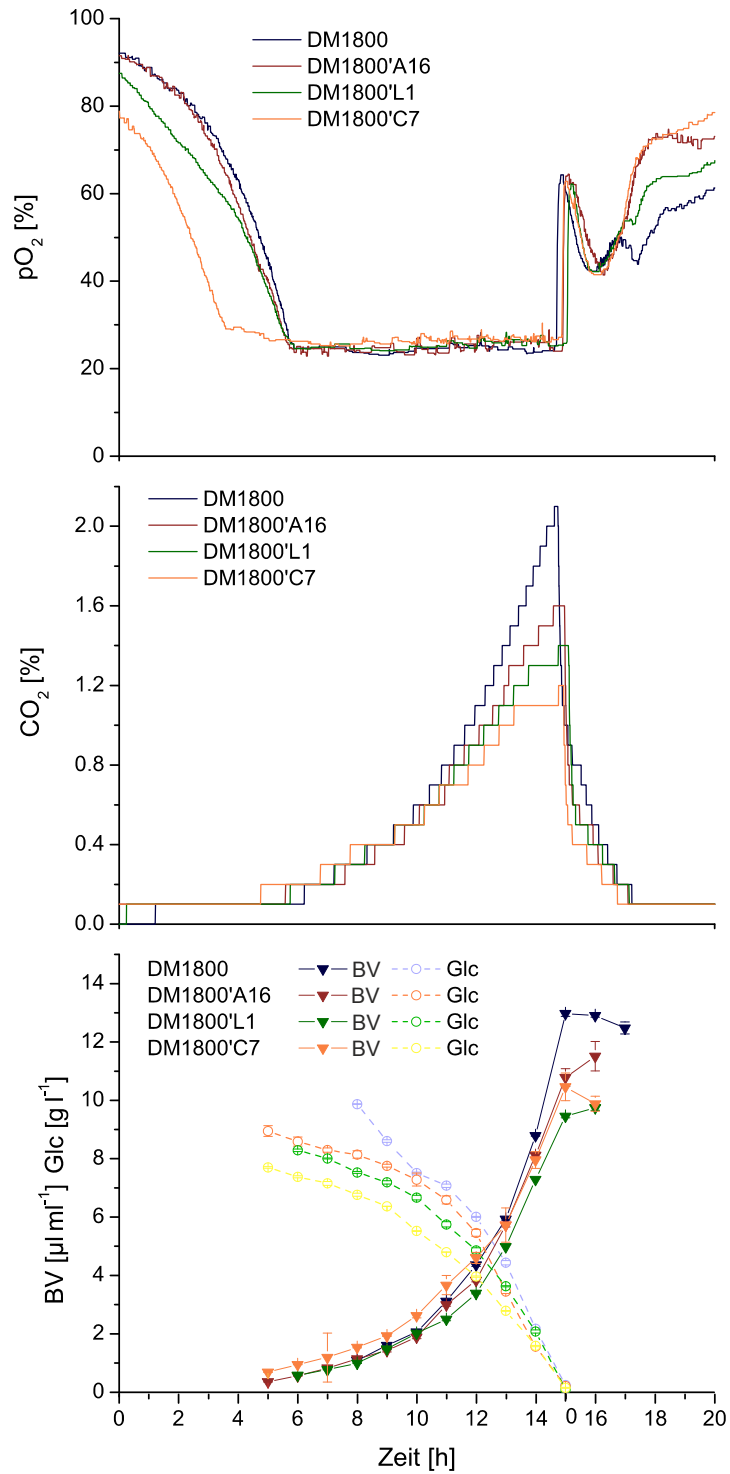 100
80
60
40
20
0
pO₂ [%]
DM1800
DM1800'A16
DM1800'L1
DM1800'C7
2.0
1.6
1.2
0.8
0.4
0.0
CO₂ [%]
DM1800
DM1800'A16
DM1800'L1
DM1800'C7
14
12
10
8
6
4
2
0
BV [µl ml⁻¹] Glc [g l⁻¹]
DM1800 BV Glc
DM1800'A16 BV Glc
DM1800'L1 BV Glc
DM1800'C7 BV Glc
0 2 4 6 8 10 12 14 0 16 18 20
Zeit [h]